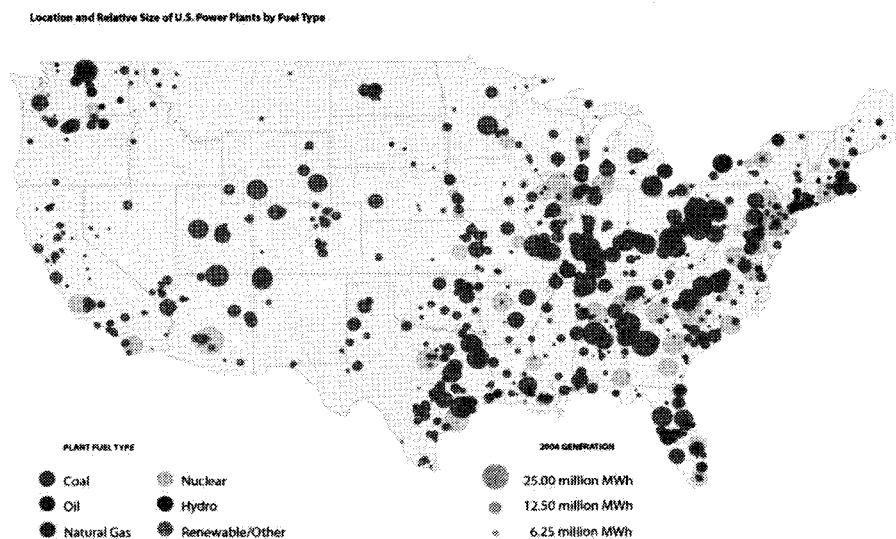 Location and Relative Size of U.S. Power Plants by Fuel Type
PLANT FUEL TYPE
Coal
Oil
Natural Gas
Nuclear
Hydro
Renewable/Other
2004 GENERATION
25.00 million MWh
12.50 million MWh
6.25 million MWh